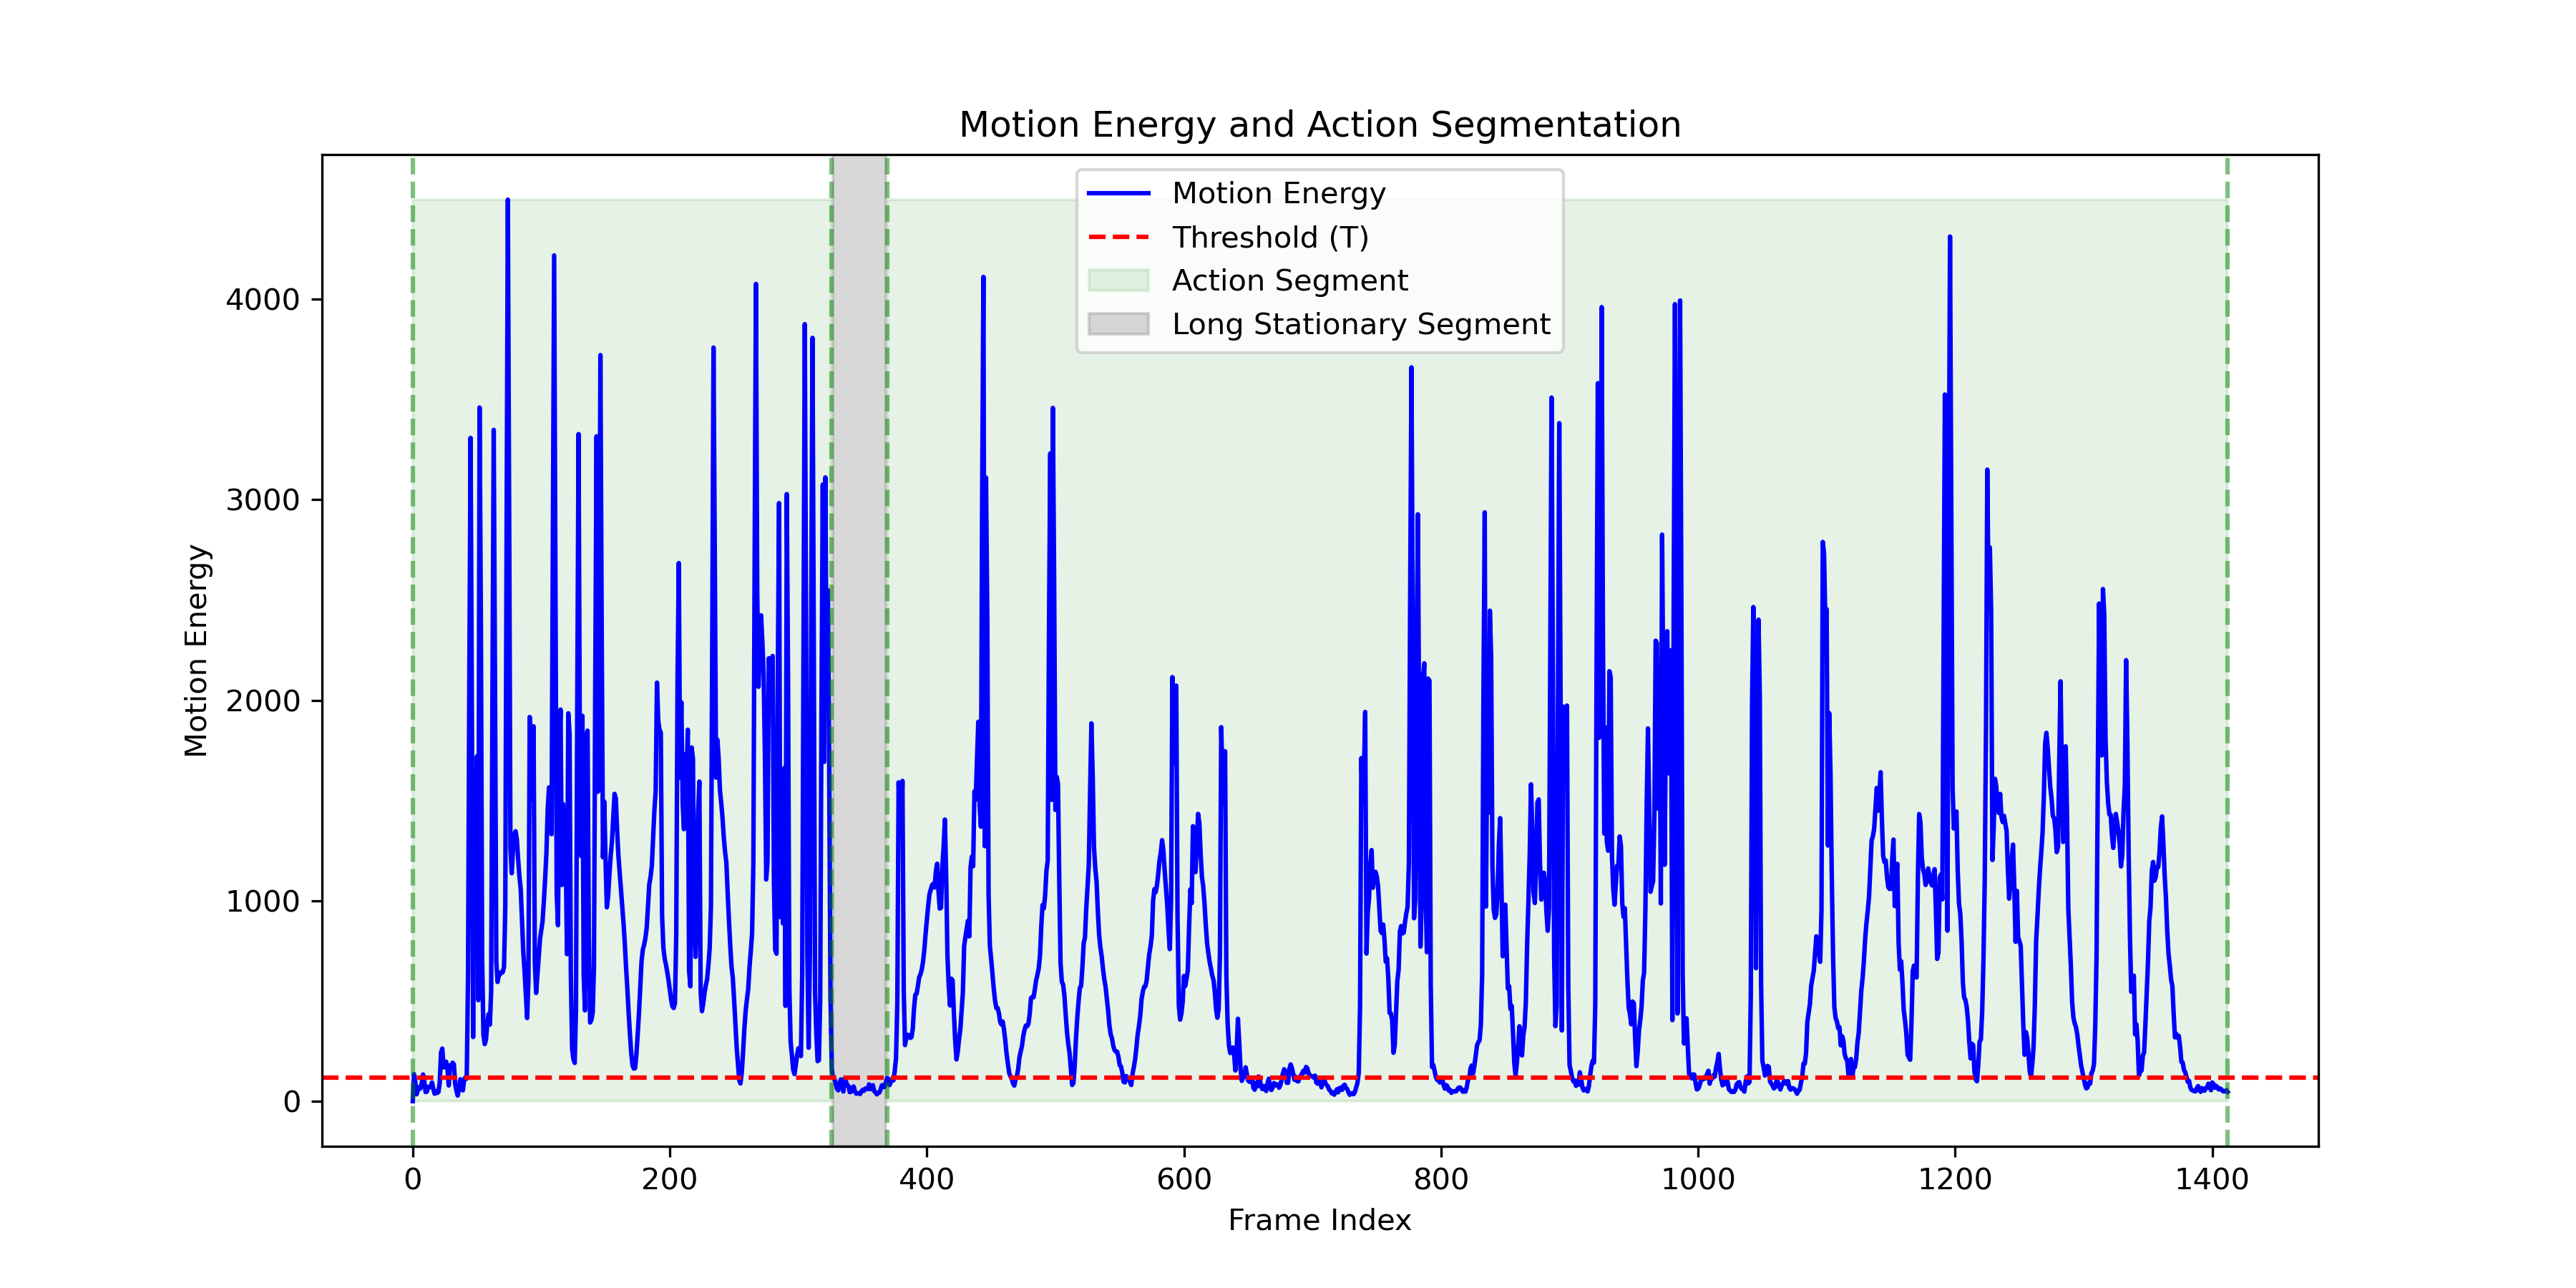 Motion Energy and Action Segmentation
Motion Energy
Threshold (T)
Action Segment
Long Stationary Segment
Motion Energy
4000
3000
2000
1000
0
0 200 400 600 800 1000 1200 1400
Frame Index